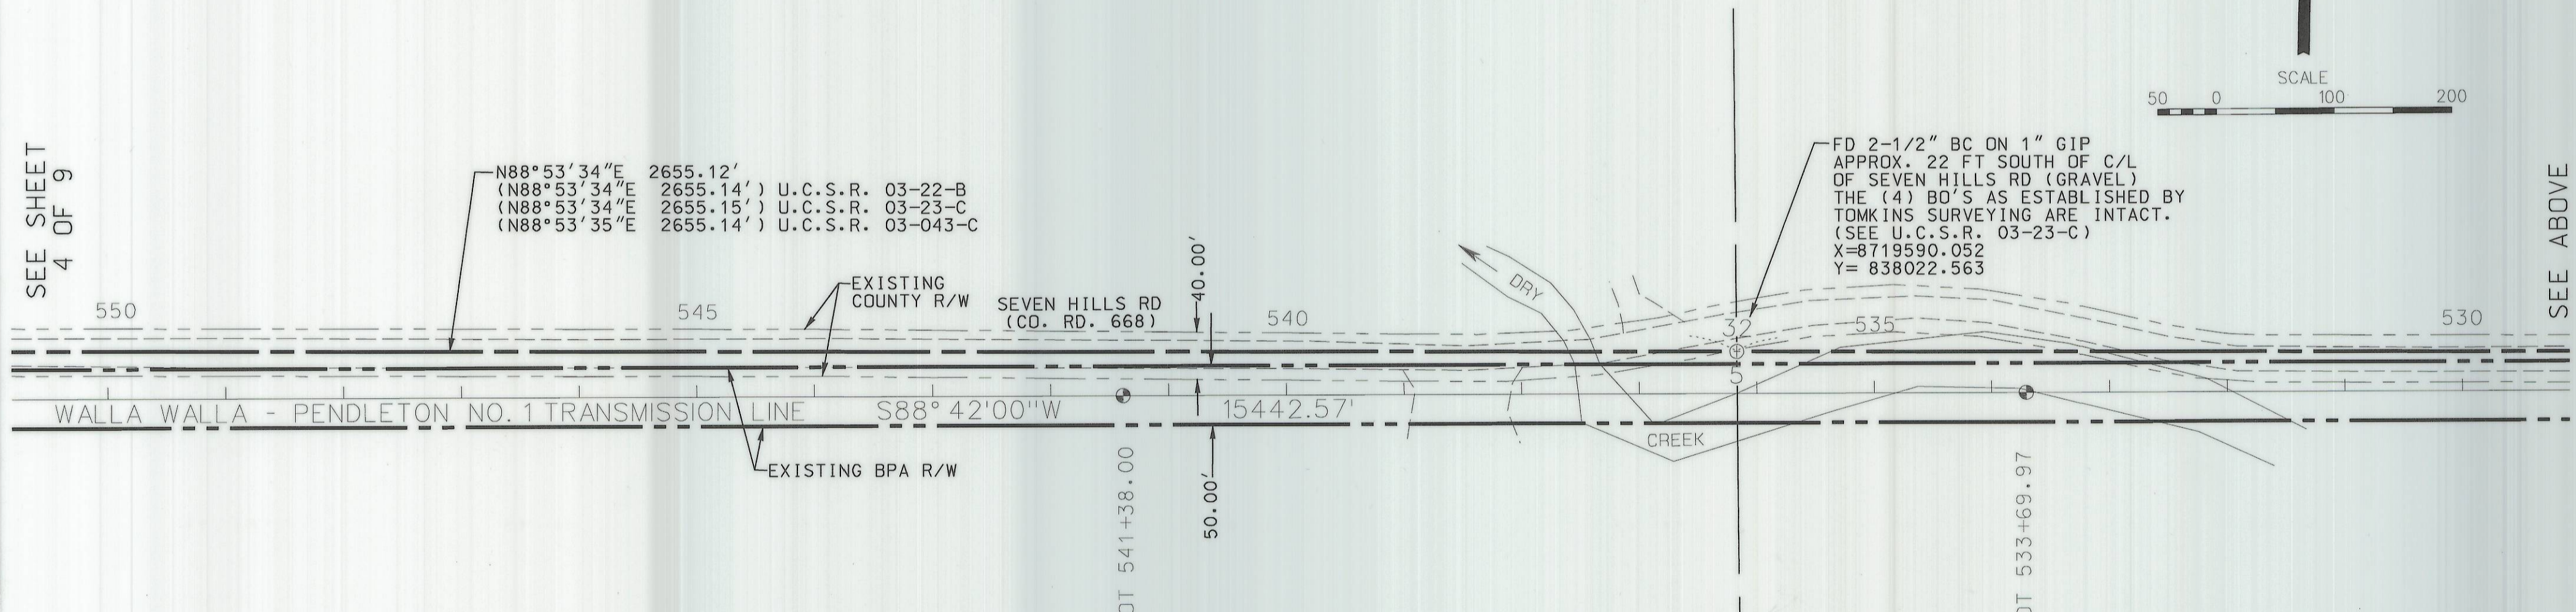 SEE SHEET
4 OF 9
N88°53'34"E 2655.12'
(N88°53'34"E 2655.14') U.C.S.R. 03-22-B
(N88°53'34"E 2655.15') U.C.S.R. 03-23-C
(N88°53'35"E 2655.14') U.C.S.R. 03-043-C
EXISTING
COUNTY R/W
SEVEN HILLS RD
(CO. RD. 668)
40.00'
DRY
FD 2-1/2" BC ON 1" GIP
APPROX. 22 FT SOUTH OF C/L
OF SEVEN HILLS RD (GRAVEL)
THE (4) BO'S AS ESTABLISHED BY
TOMKINS SURVEYING ARE INTACT.
(SEE U.C.S.R. 03-23-C)
X=8719590.052
Y= 838022.563
SCALE
50 0 100 200
SEE ABOVE
550
545
540
535
530
32
5
WALLA WALLA - PENDLETON NO. 1 TRANSMISSION LINE S88°42'00"W 15442.57'
CREEK
EXISTING BPA R/W
50.00'
OT 541+38.00
OT 533+69.97